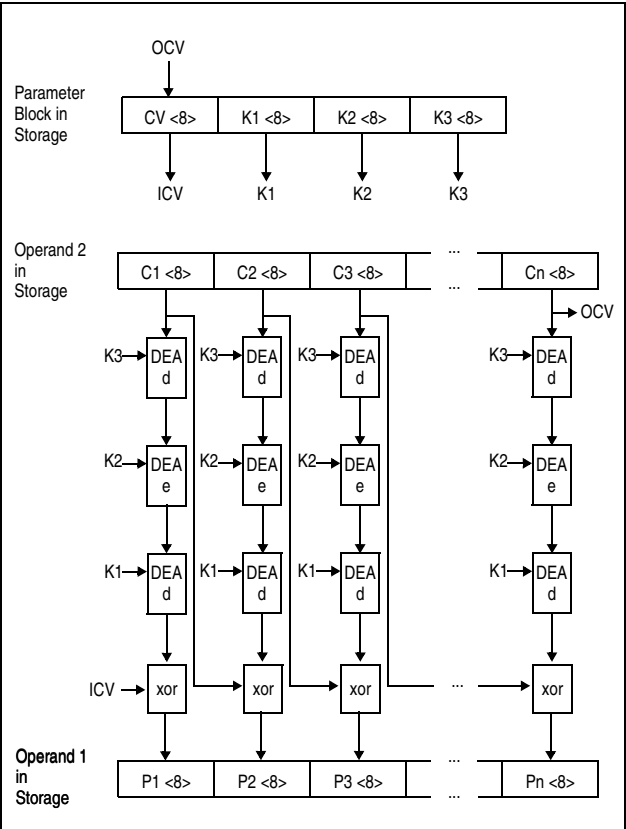 OCV
Parameter
Block in
Storage
CV <8> K1 <8> K2 <8> K3 <8>
ICV K1 K2 K3
Operand 2
in
Storage
...
C1 <8> C2 <8> C3 <8> Cn <8>
...
OCV
K3 DEA K3 DEA K3 DEA K3 DEA
d d d d
K2 DEA K2 DEA K2 DEA K2 DEA
e e e e
K1 DEA K1 DEA K1 DEA K1 DEA
d d d d
ICV xor xor xor ... xor
Operand 1
in
Storage
...
P1 <8> P2 <8> P3 <8> Pn <8>
...